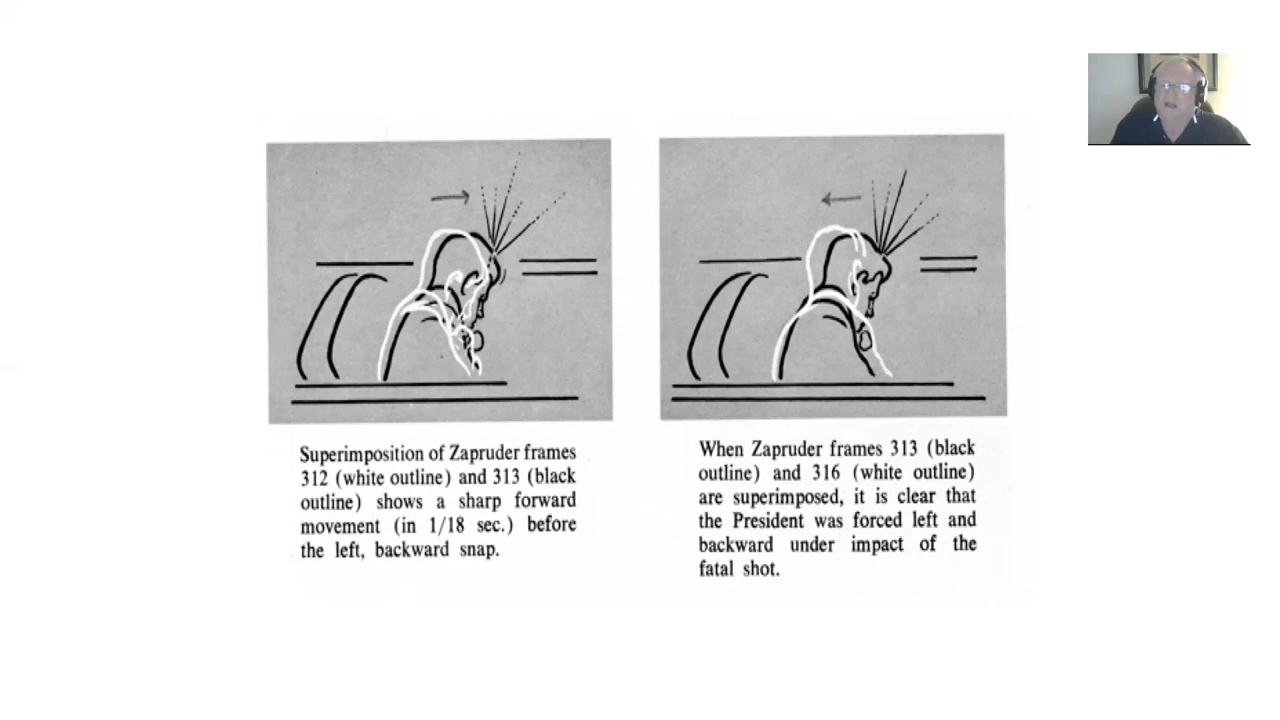 Superimposition of Zapruder frames
312 (white outline) and 313 (black
outline) shows a sharp forward
movement (in 1/18 sec.) before
the left, backward snap.
When Zapruder frames 313 (black
outline) and 316 (white outline)
are superimposed, it is clear that
the President was forced left and
backward under impact of the
fatal shot.